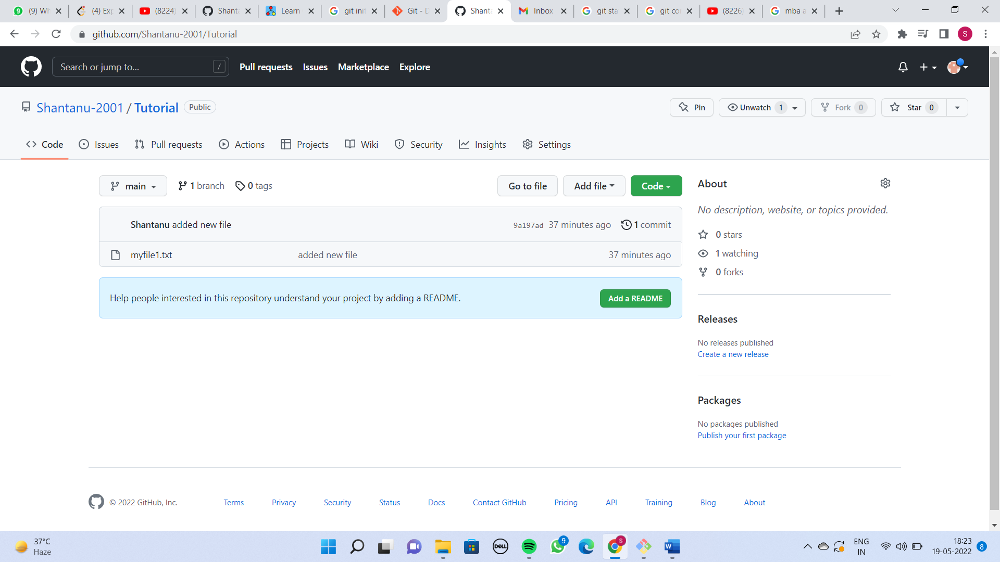 (9) Wh
(4) Exp
(8224)
Shanta
Learn
git init
Git - D
Shanta
Inbox
git sta
git co
(8226)
mba a
github.com/Shantanu-2001/Tutorial
S
Search or jump to...
/
Pull requests
Issues
Marketplace
Explore
Shantanu-2001 / Tutorial
Public
Pin
Unwatch 1
Fork 0
Star 0
Code
Issues
Pull requests
Actions
Projects
Wiki
Security
Insights
Settings
main
1 branch
0 tags
Go to file
Add file
Code
Shantanu added new file
9a197ad 37 minutes ago
1 commit
myfile1.txt
added new file
37 minutes ago
Help people interested in this repository understand your project by adding a README.
Add a README
About
No description, website, or topics provided.
0 stars
1 watching
0 forks
Releases
No releases published
Create a new release
Packages
No packages published
Publish your first package
© 2022 GitHub, Inc.
Terms
Privacy
Security
Status
Docs
Contact GitHub
Pricing
API
Training
Blog
About
37°C
Haze
DELL
9
S
W
ENG
IN
18:23
19-05-2022
8